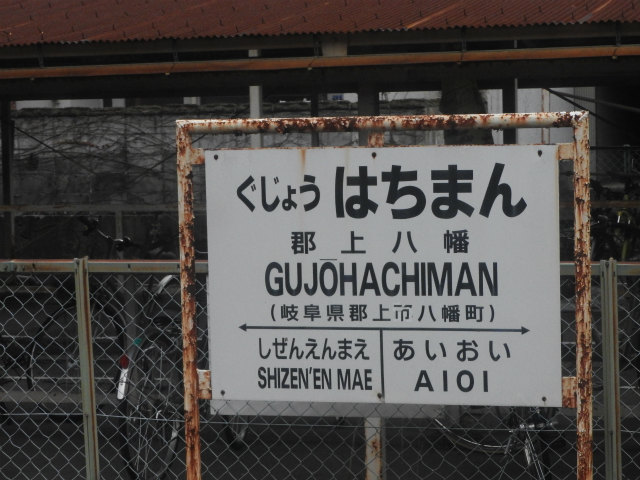 ぐじょうはちまん
郡上八幡
GUJŌHACHIMAN
(岐阜県郡上市八幡町)
しぜんえんまえ あいおい
SHIZEN'EN MAE AIOI